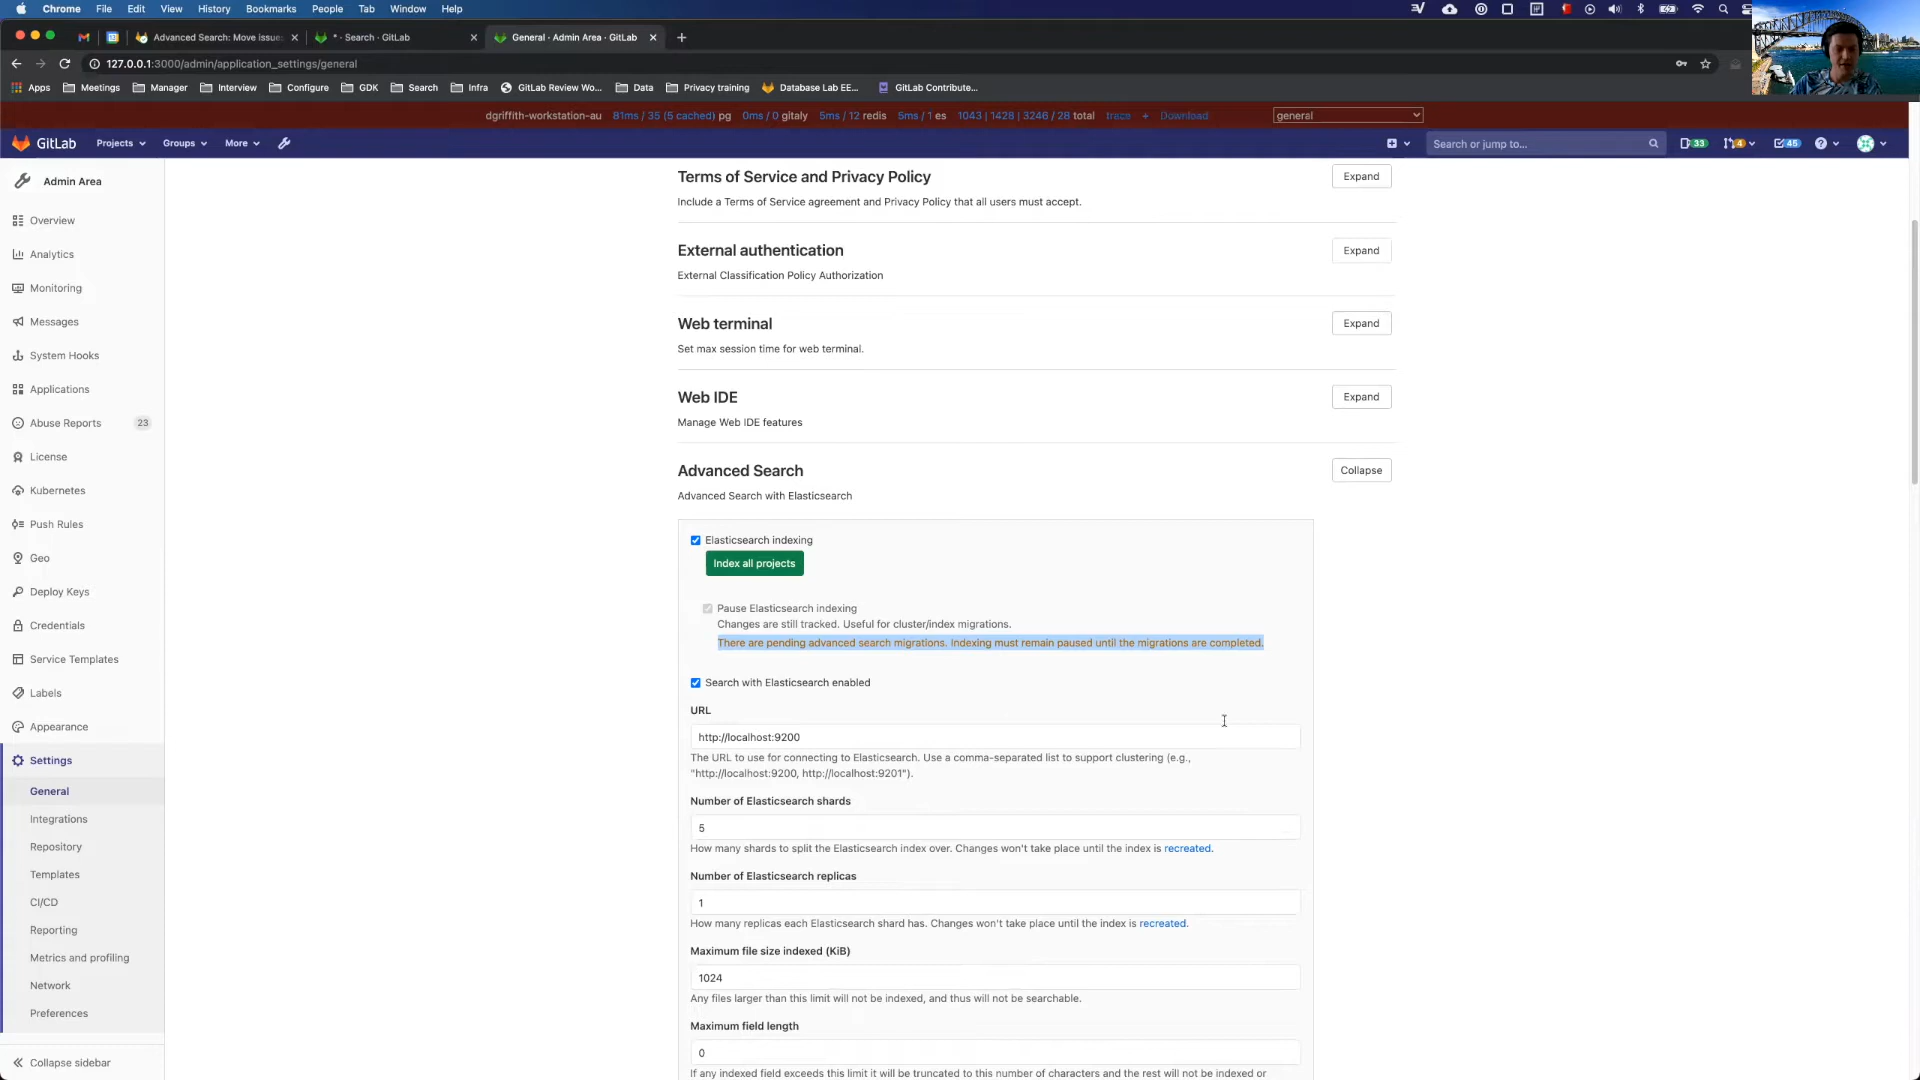 Chrome File Edit View History Bookmarks People Tab Window Help
Advanced Search: Move issue
* · Search · GitLab
General · Admin Area · GitLab
127.0.0.1:3000/admin/application_settings/general
Apps Meetings Manager Interview Configure GDK Search Infra GitLab Review Wo... Data Privacy training Database Lab EE... GitLab Contribute...
dgriffith-workstation-au 81ms / 35 (5 cached) pg 0ms / 0 gitaly 5ms / 12 redis 5ms / 1 es 1043 | 1428 | 3246 / 28 total trace + Download general
GitLab Projects Groups More Search or jump to... 33 4 45
Admin Area
Overview
Analytics
Monitoring
Messages
System Hooks
Applications
Abuse Reports 23
License
Kubernetes
Push Rules
Geo
Deploy Keys
Credentials
Service Templates
Labels
Appearance
Settings
General
Integrations
Repository
Templates
CI/CD
Reporting
Metrics and profiling
Network
Preferences
Collapse sidebar
Terms of Service and Privacy Policy Expand
Include a Terms of Service agreement and Privacy Policy that all users must accept.
External authentication Expand
External Classification Policy Authorization
Web terminal Expand
Set max session time for web terminal.
Web IDE Expand
Manage Web IDE features
Advanced Search Collapse
Advanced Search with Elasticsearch
Elasticsearch indexing
Index all projects
Pause Elasticsearch indexing
Changes are still tracked. Useful for cluster/index migrations.
There are pending advanced search migrations. Indexing must remain paused until the migrations are completed.
Search with Elasticsearch enabled
URL
http://localhost:9200
The URL to use for connecting to Elasticsearch. Use a comma-separated list to support clustering (e.g.,
"http://localhost:9200, http://localhost:9201").
Number of Elasticsearch shards
5
How many shards to split the Elasticsearch index over. Changes won't take place until the index is recreated.
Number of Elasticsearch replicas
1
How many replicas each Elasticsearch shard has. Changes won't take place until the index is recreated.
Maximum file size indexed (KiB)
1024
Any files larger than this limit will not be indexed, and thus will not be searchable.
Maximum field length
0
If any indexed field exceeds this limit it will be truncated to this number of characters and the rest will not be indexed or